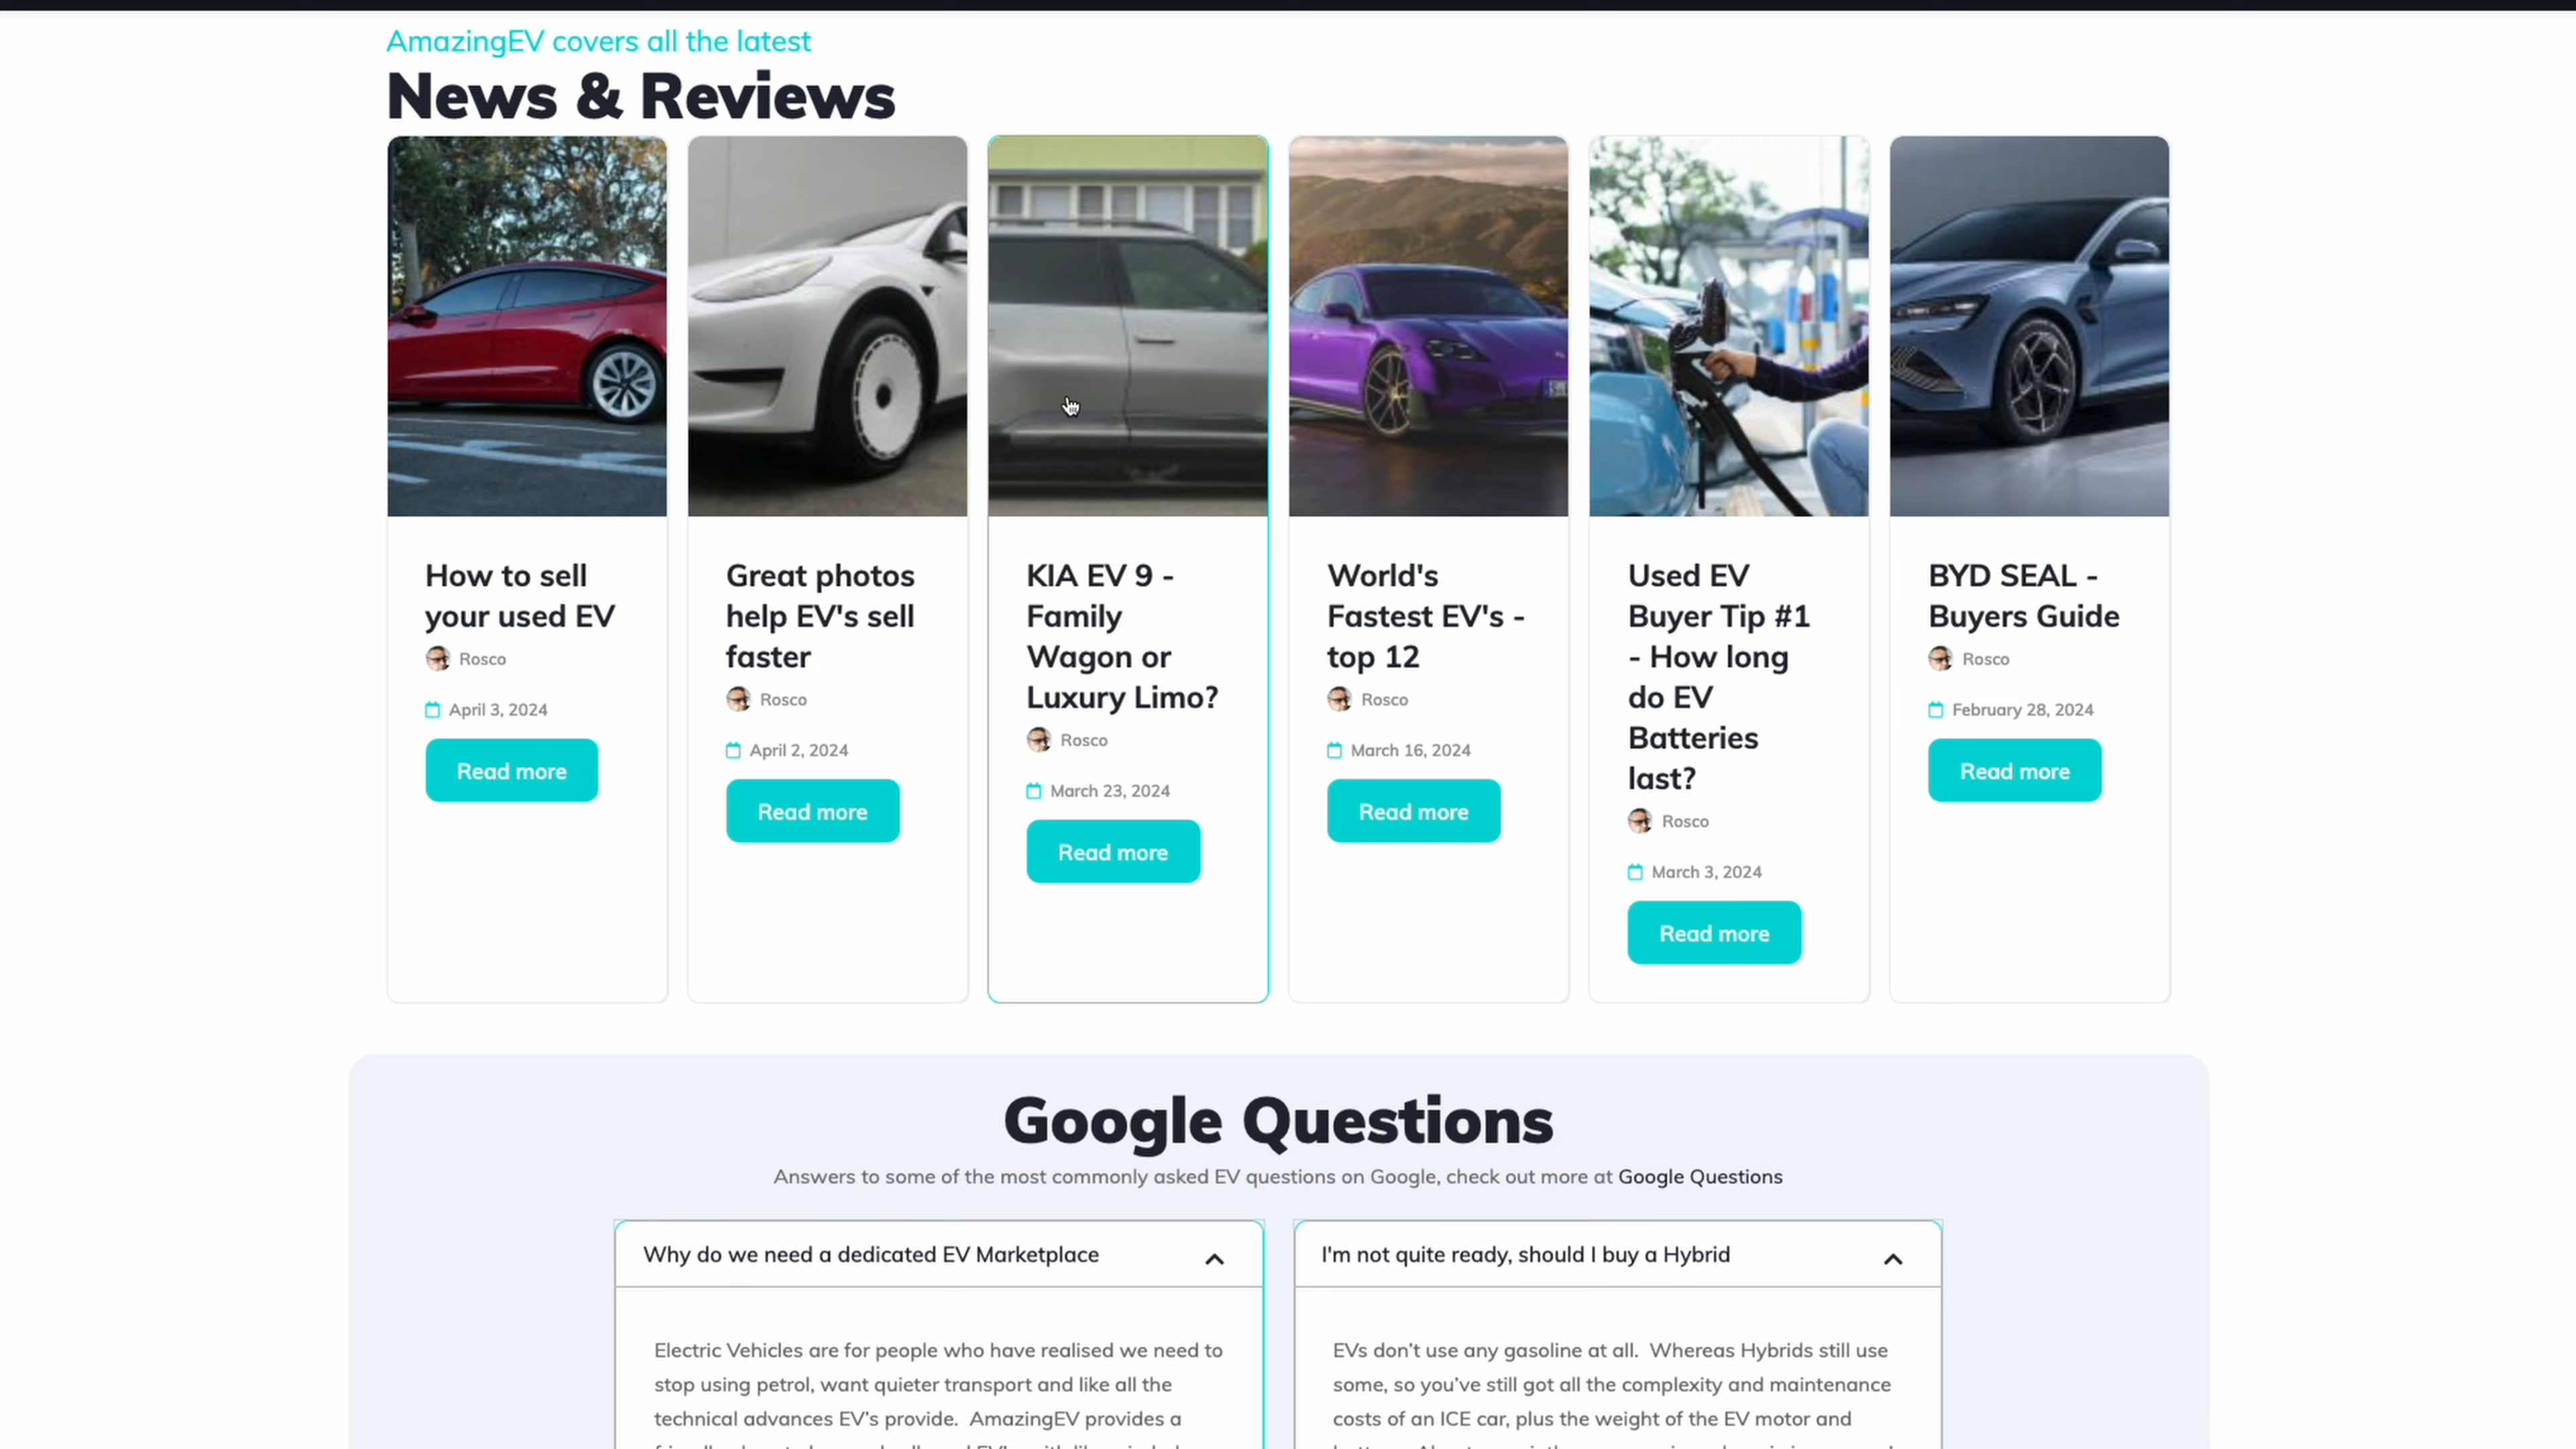 AmazingEV covers all the latest
News & Reviews
How to sell
your used EV
Rosco
April 3, 2024
Read more
Great photos
help EV's sell
faster
Rosco
April 2, 2024
Read more
KIA EV 9 -
Family
Wagon or
Luxury Limo?
Rosco
March 23, 2024
Read more
World's
Fastest EV's -
top 12
Rosco
March 16, 2024
Read more
Used EV
Buyer Tip #1
- How long
do EV
Batteries
last?
Rosco
March 3, 2024
Read more
BYD SEAL -
Buyers Guide
Rosco
February 28, 2024
Read more
Google Questions
Answers to some of the most commonly asked EV questions on Google, check out more at Google Questions
Why do we need a dedicated EV Marketplace
Electric Vehicles are for people who have realised we need to
stop using petrol, want quieter transport and like all the
technical advances EV's provide.  AmazingEV provides a
I'm not quite ready, should I buy a Hybrid
EVs don't use any gasoline at all.  Whereas Hybrids still use
some, so you've still got all the complexity and maintenance
costs of an ICE car, plus the weight of the EV motor and